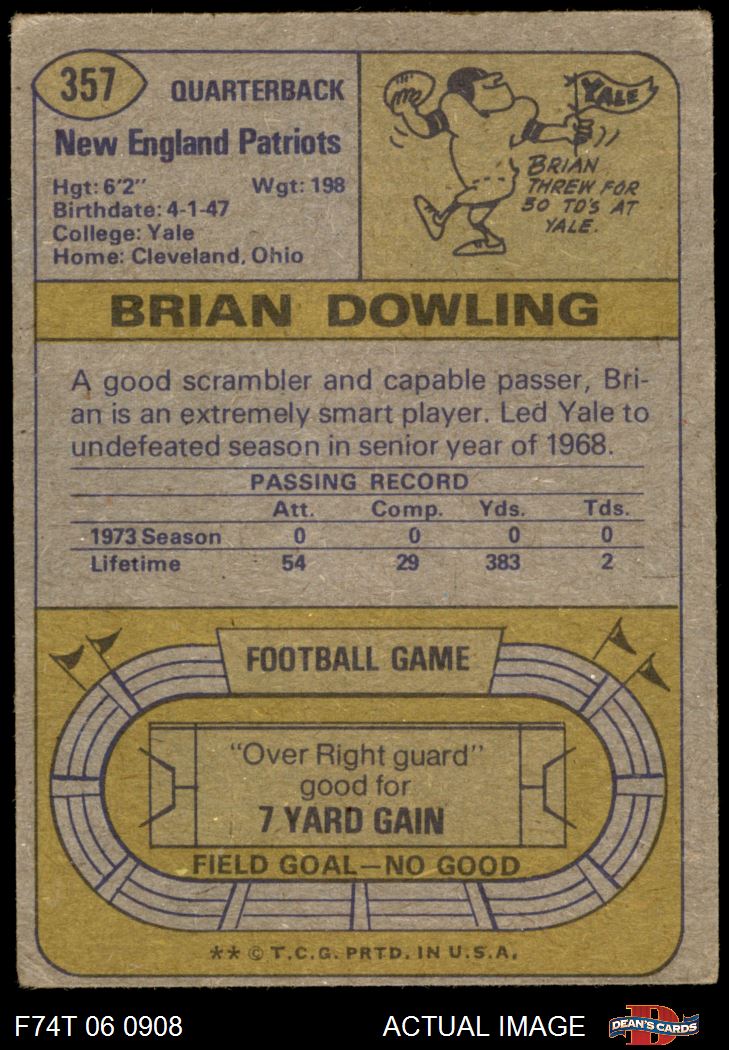 357
QUARTERBACK
New England Patriots
Hgt: 6'2" Wgt: 198
Birthdate: 4-1-47
College: Yale
Home: Cleveland, Ohio
YALE
BRIAN
THREW FOR
30 TD'S AT
YALE.
BRIAN DOWLING
A good scrambler and capable passer, Bri-
an is an extremely smart player. Led Yale to
undefeated season in senior year of 1968.
PASSING RECORD
Att. Comp. Yds. Tds.
1973 Season 0 0 0 0
Lifetime 54 29 383 2
FOOTBALL GAME
"Over Right guard"
good for
7 YARD GAIN
FIELD GOAL—NO GOOD
** © T.C.G. PRTD. IN U.S.A.
F74T 06 0908 ACTUAL IMAGE
D
DEAN'S CARDS